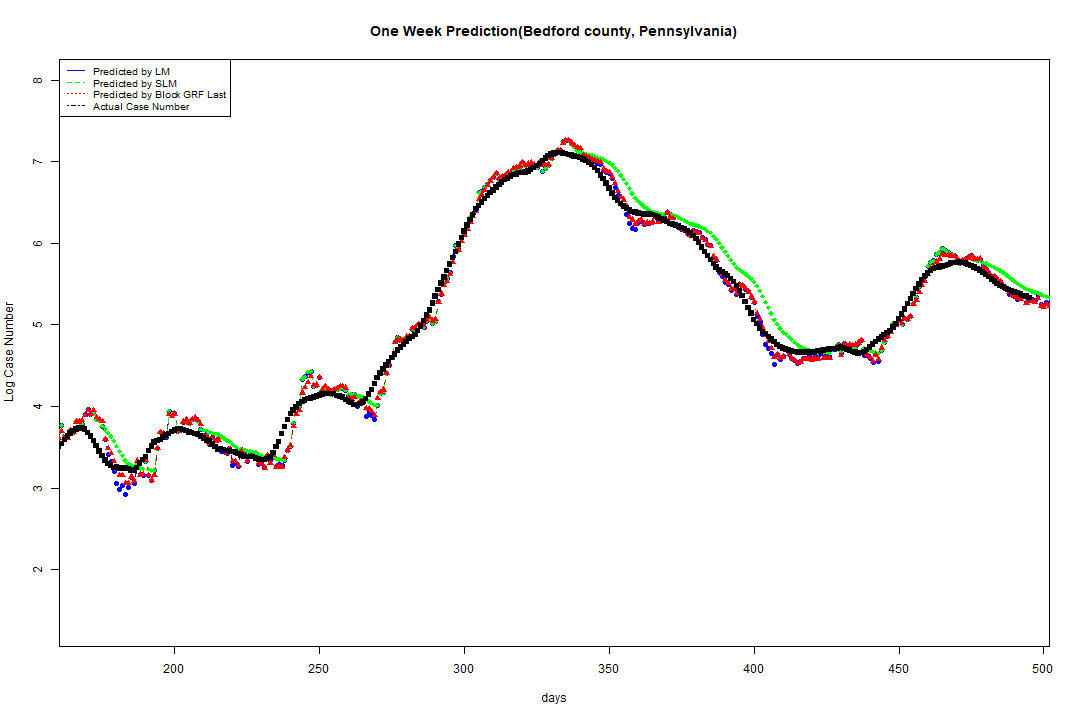 One Week Prediction(Bedford county, Pennsylvania)
Predicted by LM
Predicted by SLM
Predicted by Block GRF Last
Actual Case Number
8
7
6
5
4
3
2
Log Case Number
200 250 300 350 400 450 500
days